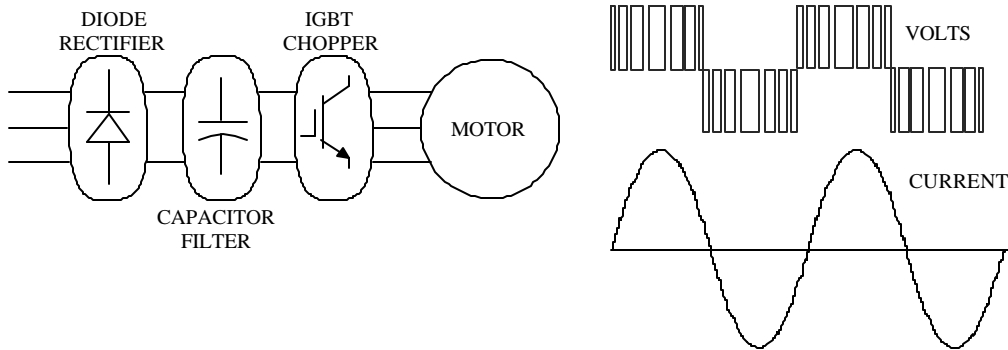 DIODE
RECTIFIER
IGBT
CHOPPER
VOLTS
MOTOR
CURRENT
CAPACITOR
FILTER